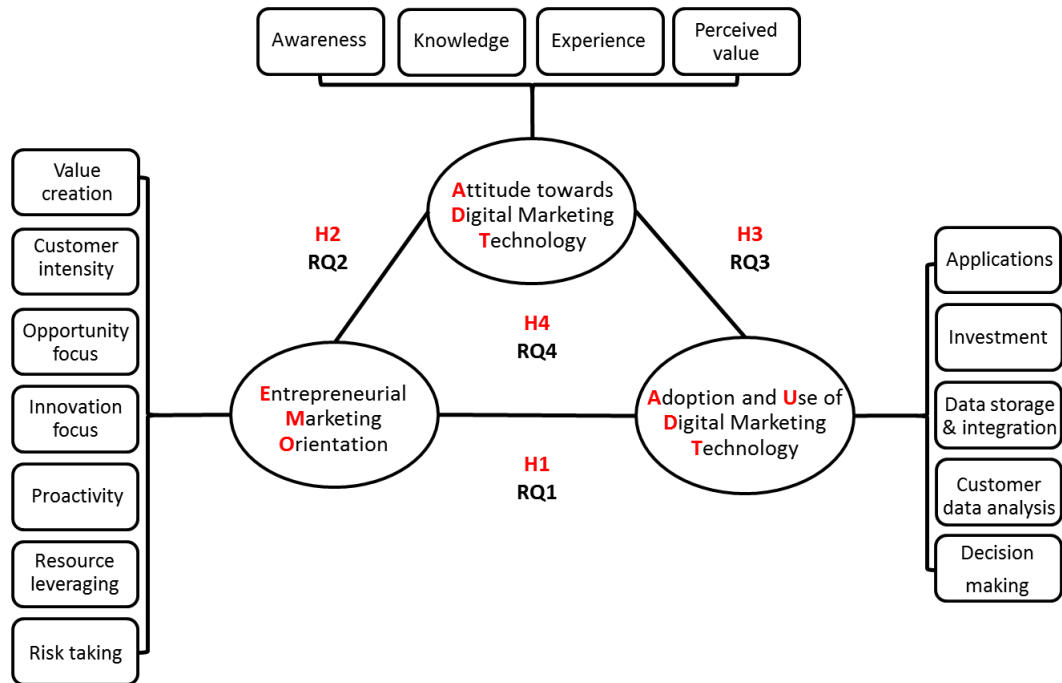 Awareness
Knowledge
Experience
Perceived
value
Value
creation
Customer
intensity
Opportunity
focus
Innovation
focus
Proactivity
Resource
leveraging
Risk taking
Attitude towards
Digital Marketing
Technology
H2
RQ2
H3
RQ3
H4
RQ4
Entrepreneurial
Marketing
Orientation
Adoption and Use of
Digital Marketing
Technology
H1
RQ1
Applications
Investment
Data storage
& integration
Customer
data analysis
Decision
making